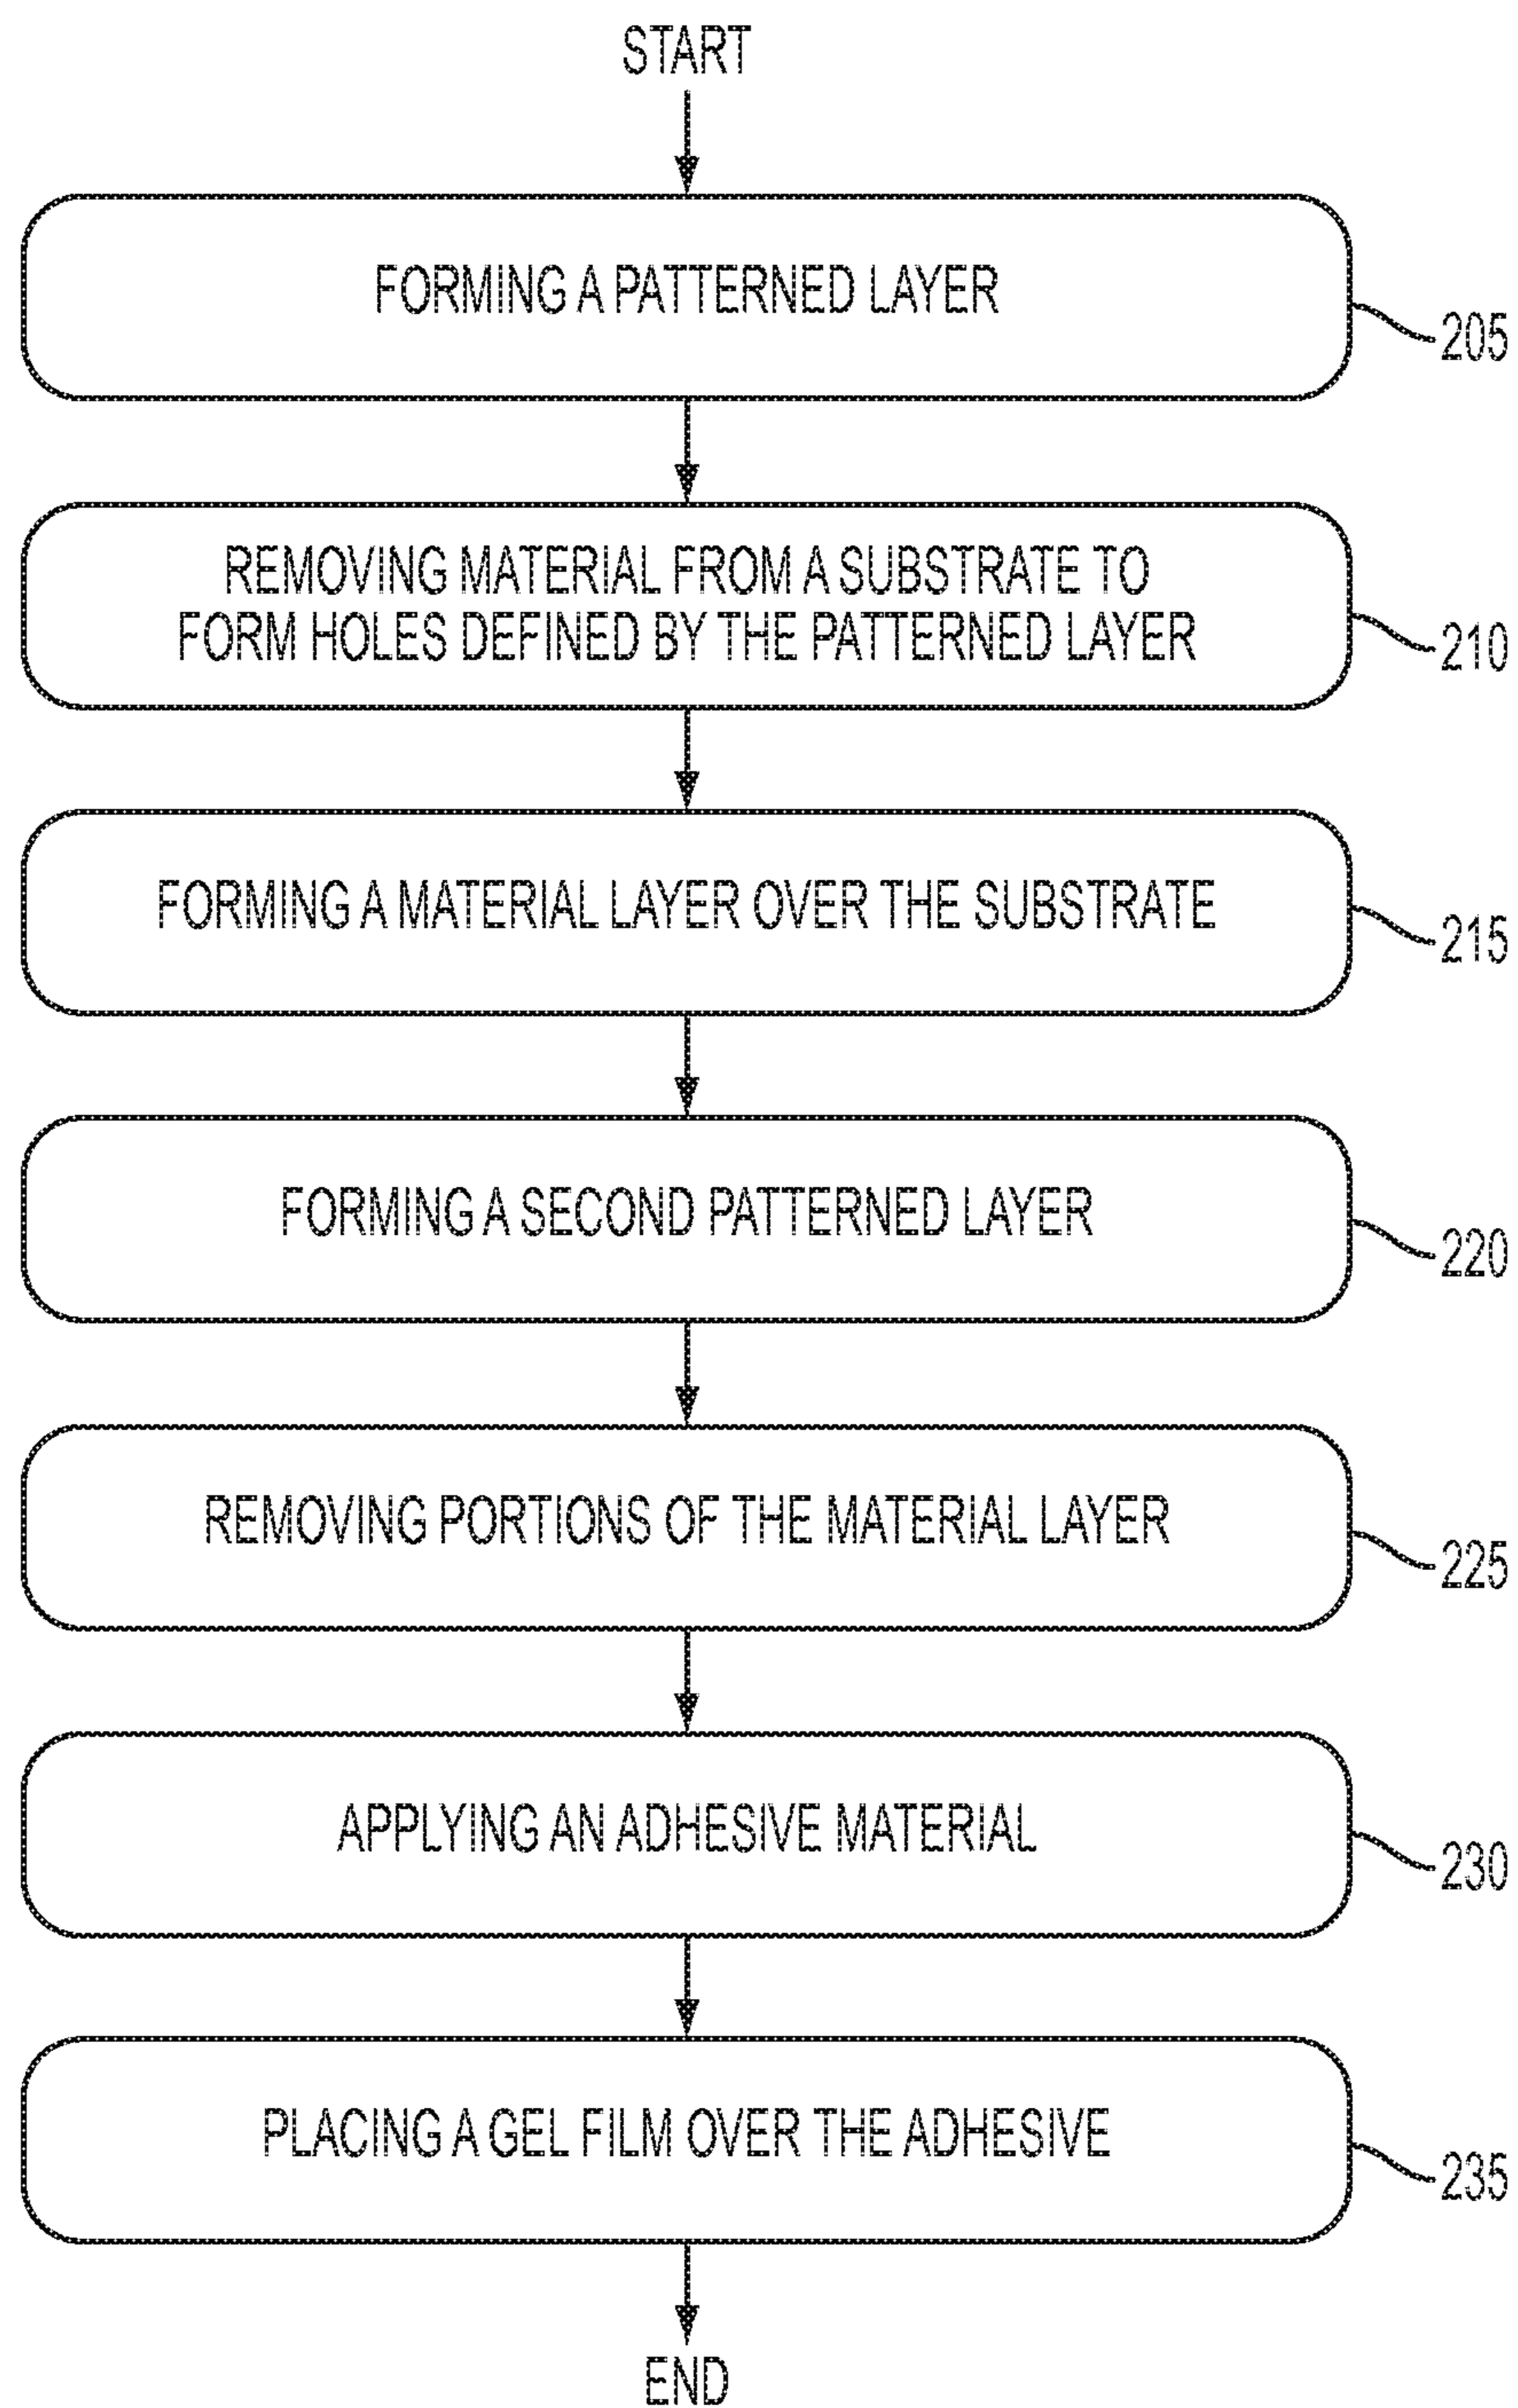 START
FORMING A PATTERNED LAYER
205
REMOVING MATERIAL FROM A SUBSTRATE TO
FORM HOLES DEFINED BY THE PATTERNED LAYER
210
FORMING A MATERIAL LAYER OVER THE SUBSTRATE
215
FORMING A SECOND PATTERNED LAYER
220
REMOVING PORTIONS OF THE MATERIAL LAYER
225
APPLYING AN ADHESIVE MATERIAL
230
PLACING A GEL FILM OVER THE ADHESIVE
235
END